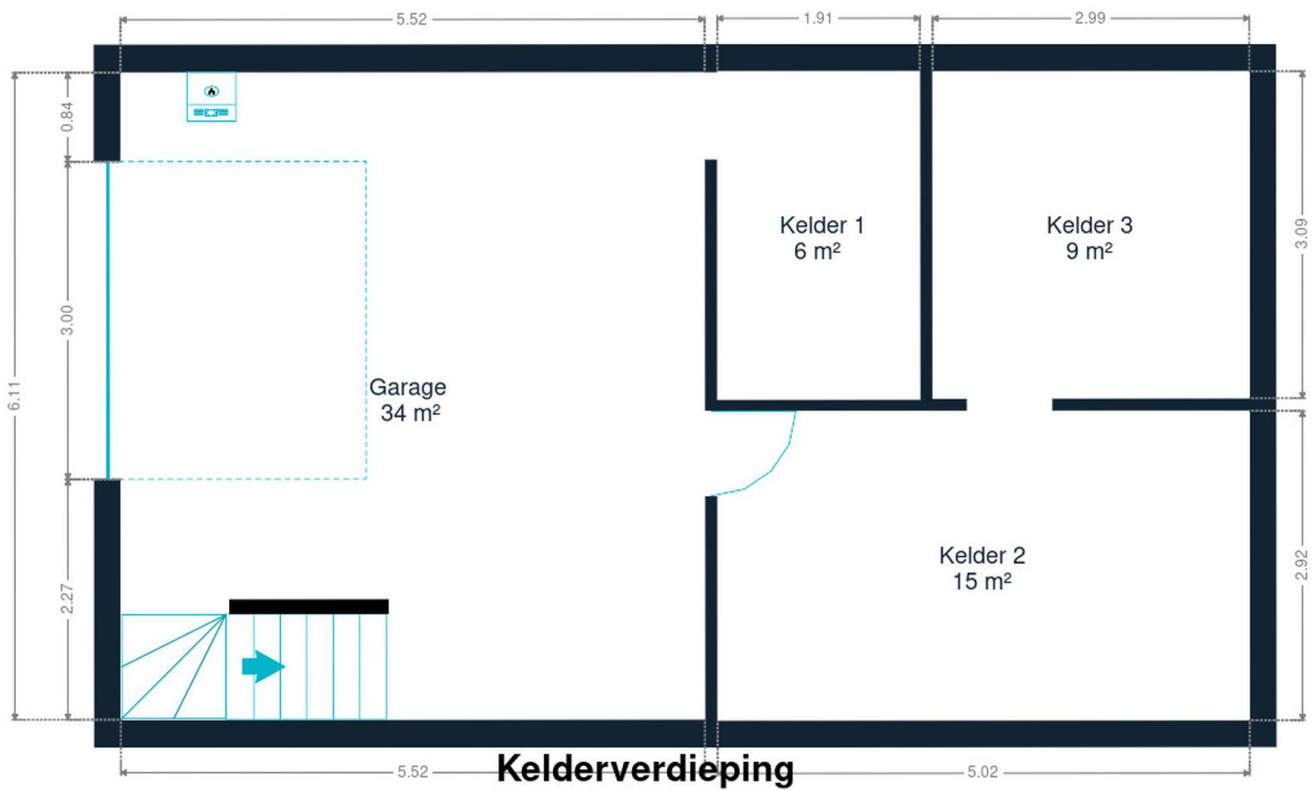 5.52
1.91
2.99
0.84
3.00
6.11
2.27
3.09
2.92
Kelder 1
6 m²
Kelder 3
9 m²
Garage
34 m²
Kelder 2
15 m²
Kelderverdieping
5.52
5.02